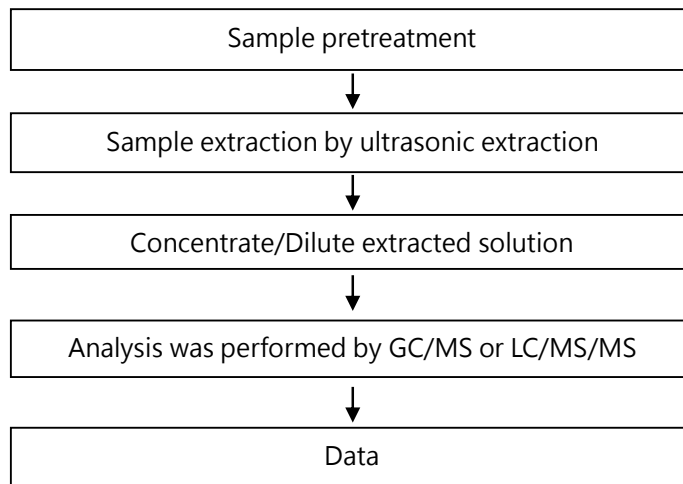 Sample pretreatment
Sample extraction by ultrasonic extraction
Concentrate/Dilute extracted solution
Analysis was performed by GC/MS or LC/MS/MS
Data